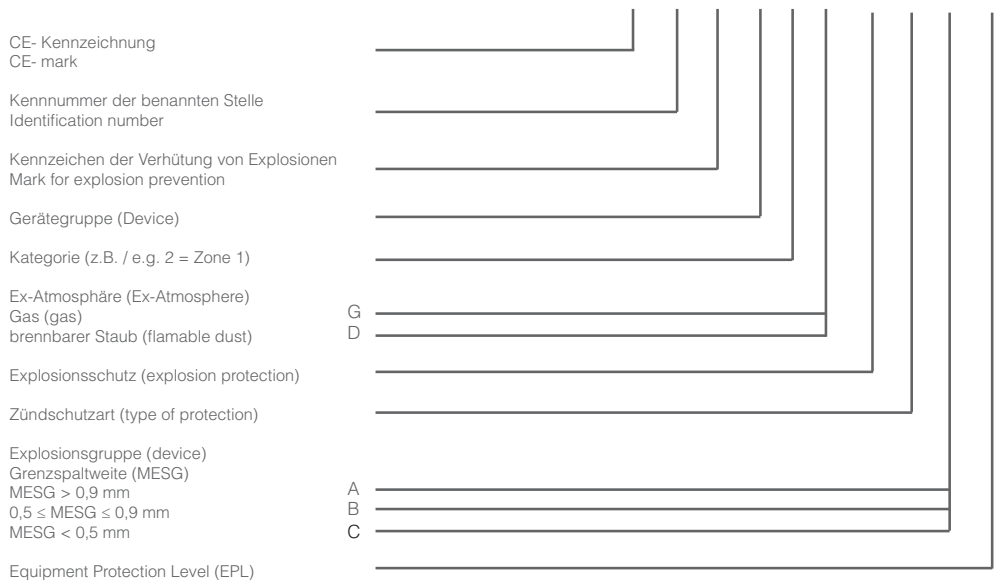 CE- Kennzeichnung
CE- mark
Kennnummer der benannten Stelle
Identification number
Kennzeichen der Verhütung von Explosionen
Mark for explosion prevention
Gerätegruppe (Device)
Kategorie (z.B. / e.g. 2 = Zone 1)
Ex-Atmosphäre (Ex-Atmosphere)
Gas (gas) G
brennbarer Staub (flamable dust) D
Explosionsschutz (explosion protection)
Zündschutzart (type of protection)
Explosionsgruppe (device)
Grenzspaltweite (MESG)
MESG > 0,9 mm A
0,5 ≤ MESG ≤ 0,9 mm B
MESG < 0,5 mm C
Equipment Protection Level (EPL)